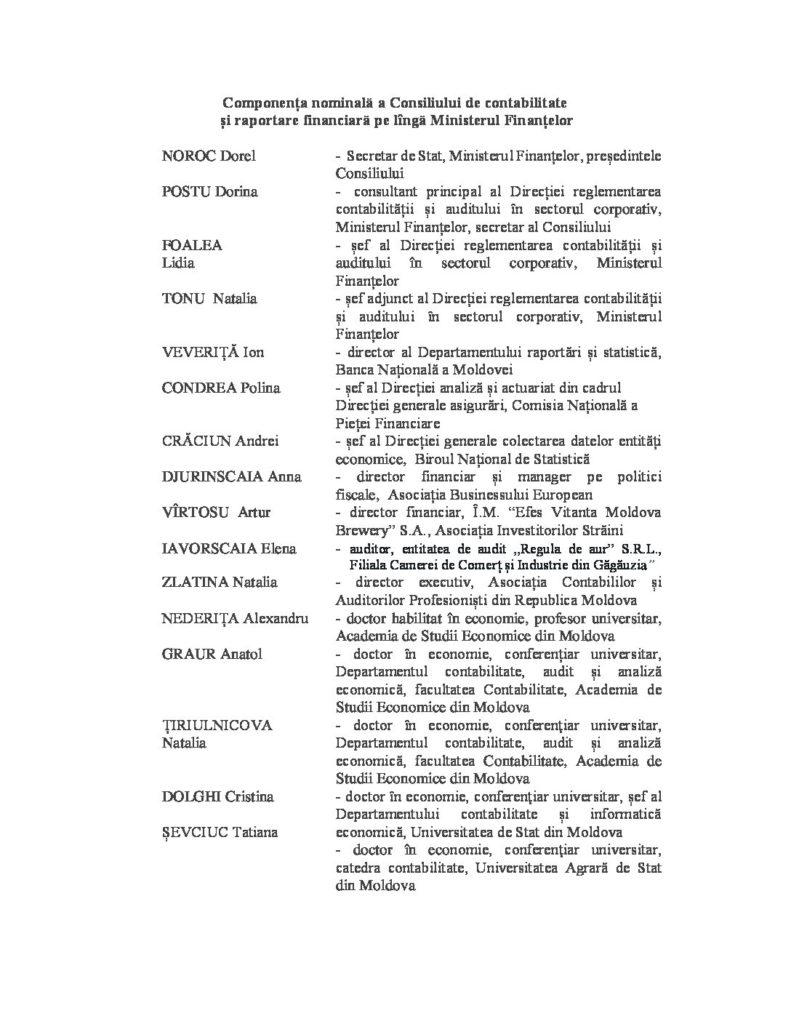 Componența nominală a Consiliului de contabilitate
și raportare financiară pe lîngă Ministerul Finanțelor
NOROC Dorel - Secretar de Stat, Ministerul Finanțelor, președintele
Consiliului
POSTU Dorina - consultant principal al Direcției reglementarea
contabilității și auditului în sectorul corporativ,
Ministerul Finanțelor, secretar al Consiliului
FOALEA - șef al Direcției reglementarea contabilității și
Lidia auditului în sectorul corporativ, Ministerul
Finanțelor
TONU Natalia - șef adjunct al Direcției reglementarea contabilității
și auditului în sectorul corporativ, Ministerul
Finanțelor
VEVERIȚĂ Ion - director al Departamentului raportări și statistică,
Banca Națională a Moldovei
CONDREA Polina - șef al Direcției analiză și actuariat din cadrul
Direcției generale asigurări, Comisia Națională a
Pieței Financiare
CRĂCIUN Andrei - șef al Direcției generale colectarea datelor entități
economice, Biroul Național de Statistică
DJURINSCAIA Anna - director financiar și manager pe politici
fiscale, Asociația Businessului European
VÎRTOSU Artur - director financiar, Î.M. “Efes Vitanta Moldova
Brewery” S.A., Asociația Investitorilor Străini
IAVORSCAIA Elena - auditor, entitatea de audit „Regula de aur” S.R.L.,
Filiala Camerei de Comerț și Industrie din Găgăuzia”
ZLATINA Natalia - director executiv, Asociația Contabililor și
Auditorilor Profesioniști din Republica Moldova
NEDERIȚA Alexandru - doctor habilitat în economie, profesor universitar,
Academia de Studii Economice din Moldova
GRAUR Anatol - doctor în economie, conferențiar universitar,
Departamentul contabilitate, audit și analiză
economică, facultatea Contabilitate, Academia de
Studii Economice din Moldova
ȚIRIULNICOVA - doctor în economie, conferențiar universitar,
Natalia Departamentul contabilitate, audit și analiză
economică, facultatea Contabilitate, Academia de
Studii Economice din Moldova
DOLGHI Cristina - doctor în economie, conferențiar universitar, șef al
Departamentului contabilitate și informatică
ȘEVCIUC Tatiana economică, Universitatea de Stat din Moldova
- doctor în economie, conferențiar universitar,
catedra contabilitate, Universitatea Agrară de Stat
din Moldova